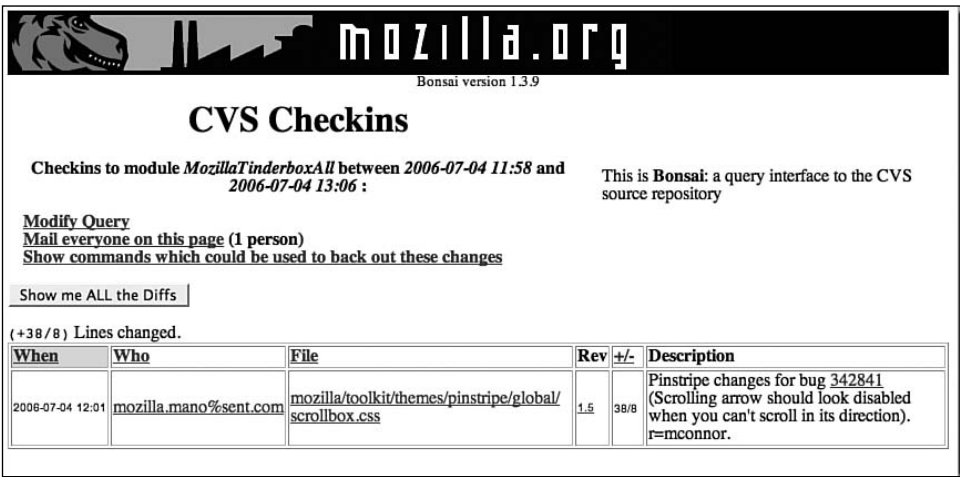 mozilla.org
Bonsai version 1.3.9
CVS Checkins
Checkins to module MozillaTinderboxAll between 2006-07-04 11:58 and
2006-07-04 13:06 :
This is Bonsai: a query interface to the CVS
source repository
Modify Query
Mail everyone on this page (1 person)
Show commands which could be used to back out these changes
Show me ALL the Diffs
(+38/8) Lines changed.
When Who File Rev +/- Description
2006-07-04 12:01 mozilla.mano%sent.com mozilla/toolkit/themes/pinstripe/global/
scrollbox.css 1.5 38/8 Pinstripe changes for bug 342841
(Scrolling arrow should look disabled
when you can't scroll in its direction).
r=mconnor.